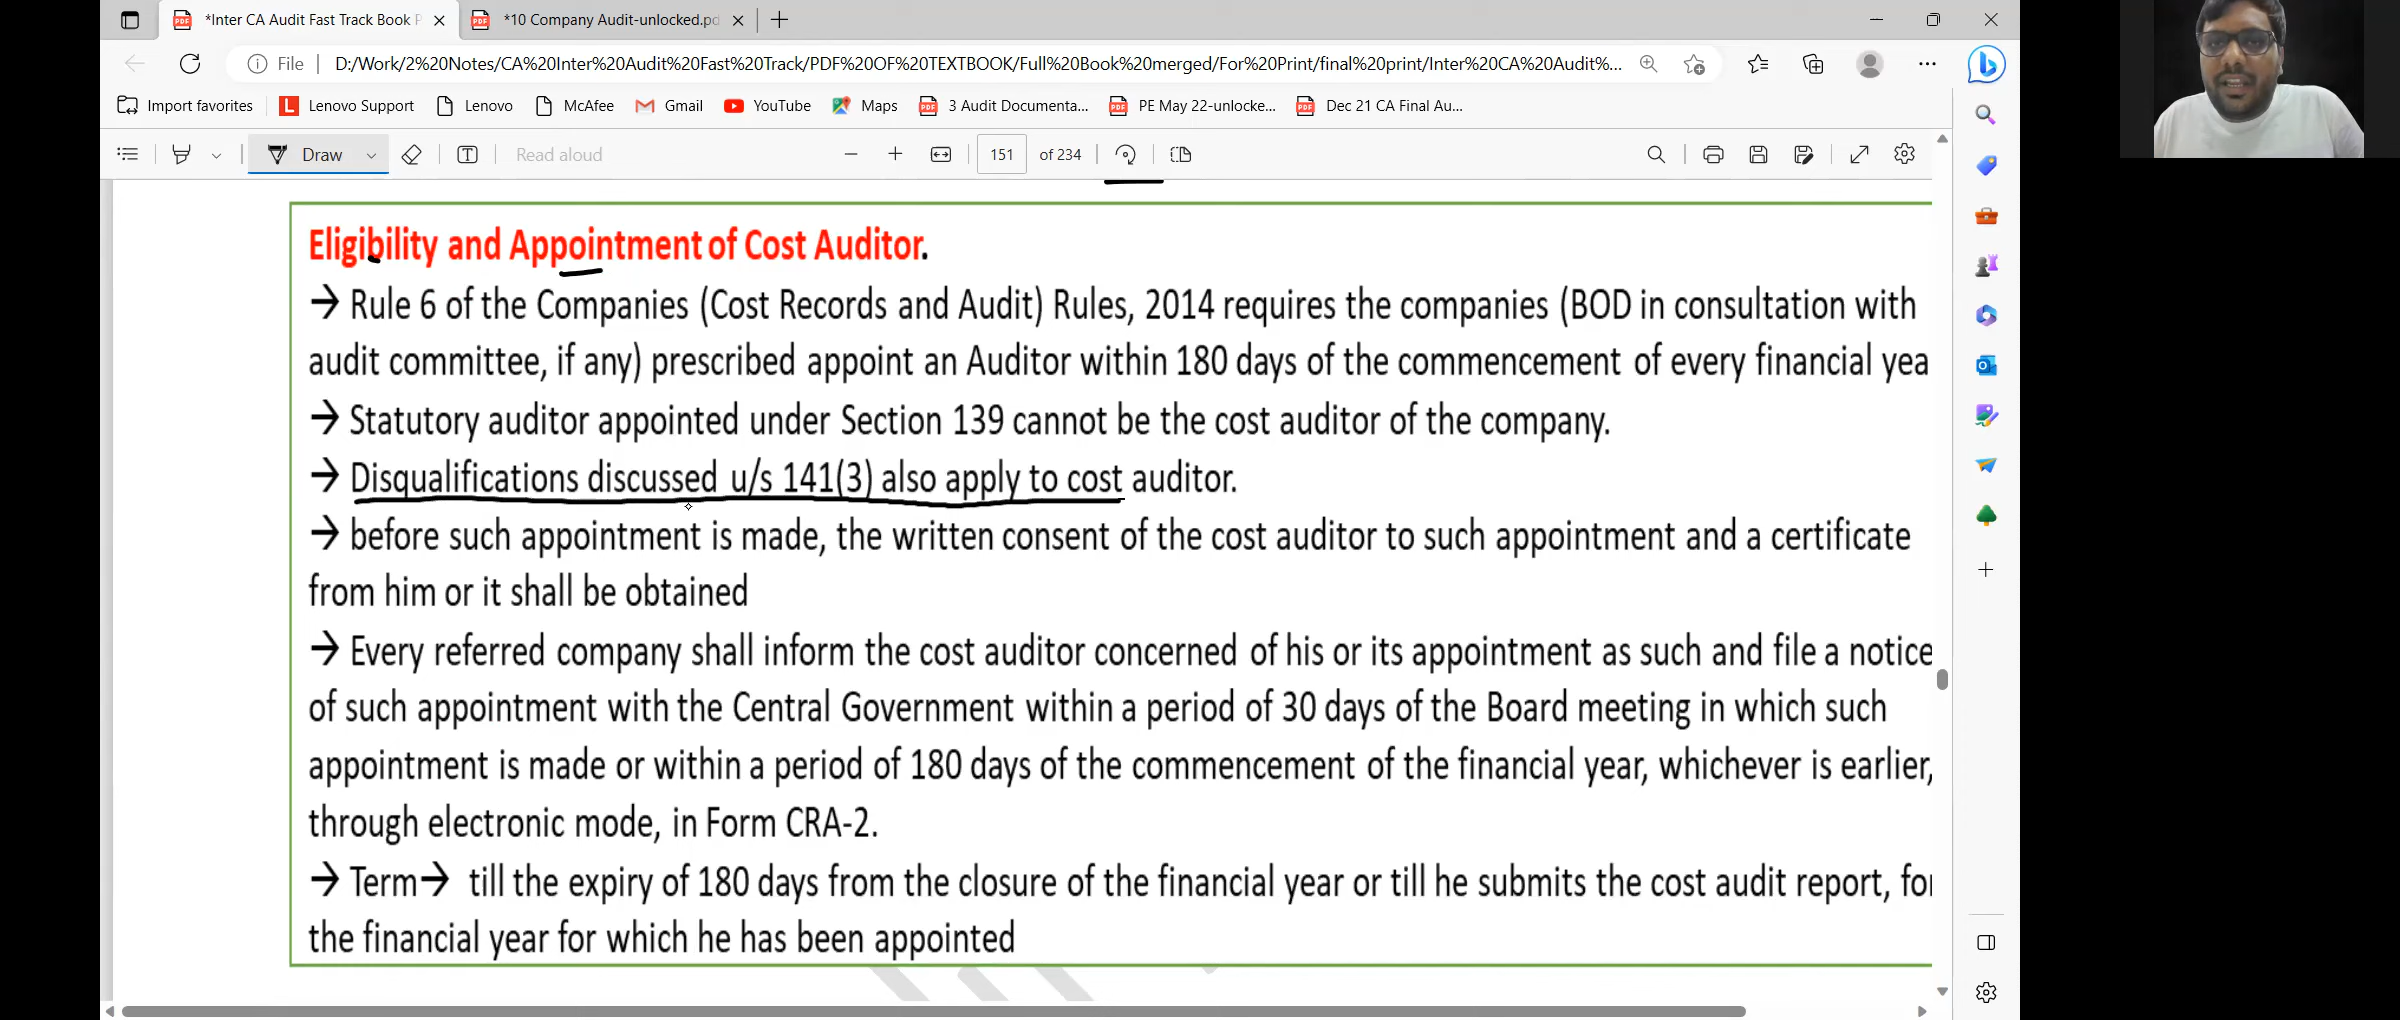 *Inter CA Audit Fast Track Book P
*10 Company Audit-unlocked.pd
File
D:/Work/2%20Notes/CA%20Inter%20Audit%20Fast%20Track/PDF%20OF%20TEXTBOOK/Full%20Book%20merged/For%20Print/final%20print/Inter%20CA%20Audit%...
Import favorites
Lenovo Support
Lenovo
McAfee
Gmail
YouTube
Maps
3 Audit Documenta...
PE May 22-unlocke...
Dec 21 CA Final Au...
Draw
Read aloud
151 of 234
Eligibility and Appointment of Cost Auditor.
→ Rule 6 of the Companies (Cost Records and Audit) Rules, 2014 requires the companies (BOD in consultation with
audit committee, if any) prescribed appoint an Auditor within 180 days of the commencement of every financial yea
→ Statutory auditor appointed under Section 139 cannot be the cost auditor of the company.
→ Disqualifications discussed u/s 141(3) also apply to cost auditor.
→ before such appointment is made, the written consent of the cost auditor to such appointment and a certificate
from him or it shall be obtained
→ Every referred company shall inform the cost auditor concerned of his or its appointment as such and file a notice
of such appointment with the Central Government within a period of 30 days of the Board meeting in which such
appointment is made or within a period of 180 days of the commencement of the financial year, whichever is earlier,
through electronic mode, in Form CRA-2.
→ Term→ till the expiry of 180 days from the closure of the financial year or till he submits the cost audit report, for
the financial year for which he has been appointed